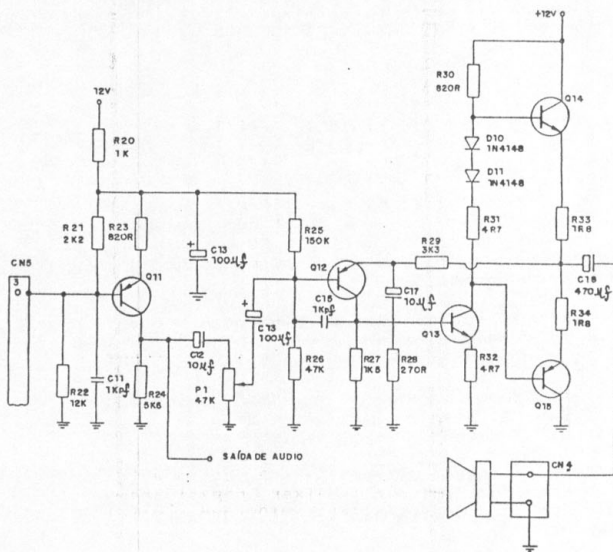 +12V
R30
820R
Q14
12V
D10
1N4148
R20
1K
D11
1N4148
R21
2K2
R23
820R
C13
100µf
R25
150K
R31
4R7
R33
1R8
CN5
R29
3K3
Q11
Q12
C18
470µf
3
C17
10µf
+
+
C15
1Kpf
Q13
R34
1R8
C13
100µf
C12
10µf
R22
12K
C11
1Kpf
R24
5K6
P1
47K
R26
47K
R27
1K5
R28
270R
R32
4R7
Q15
SAÍDA DE AUDIO
CN4